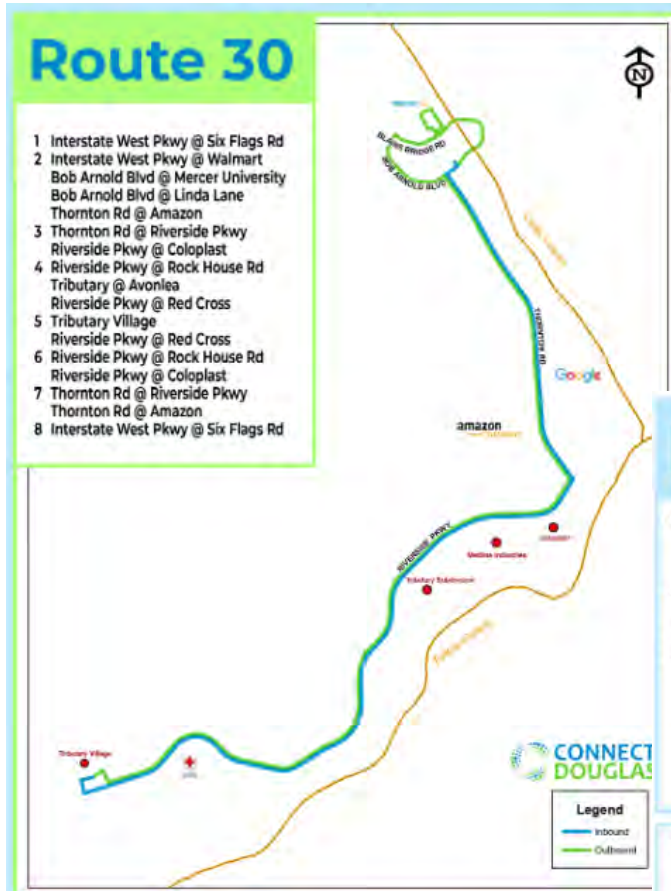 Route 30
N
1 Interstate West Pkwy @ Six Flags Rd
2 Interstate West Pkwy @ Walmart
Bob Arnold Blvd @ Mercer University
Bob Arnold Blvd @ Linda Lane
Thornton Rd @ Amazon
3 Thornton Rd @ Riverside Pkwy
Riverside Pkwy @ Coloplast
4 Riverside Pkwy @ Rock House Rd
Tributary @ Avonlea
Riverside Pkwy @ Red Cross
5 Tributary Village
Riverside Pkwy @ Red Cross
6 Riverside Pkwy @ Rock House Rd
Riverside Pkwy @ Coloplast
7 Thornton Rd @ Riverside Pkwy
Thornton Rd @ Amazon
8 Interstate West Pkwy @ Six Flags Rd
BLAIRS BRIDGE RD
BOB ARNOLD BLVD
THORNTON RD
Google
amazon
RIVERSIDE PKWY
Medline Industries
Tributary Subdivision
Tributary Village
CONNECT
DOUGLAS
Legend
Inbound
Outbound